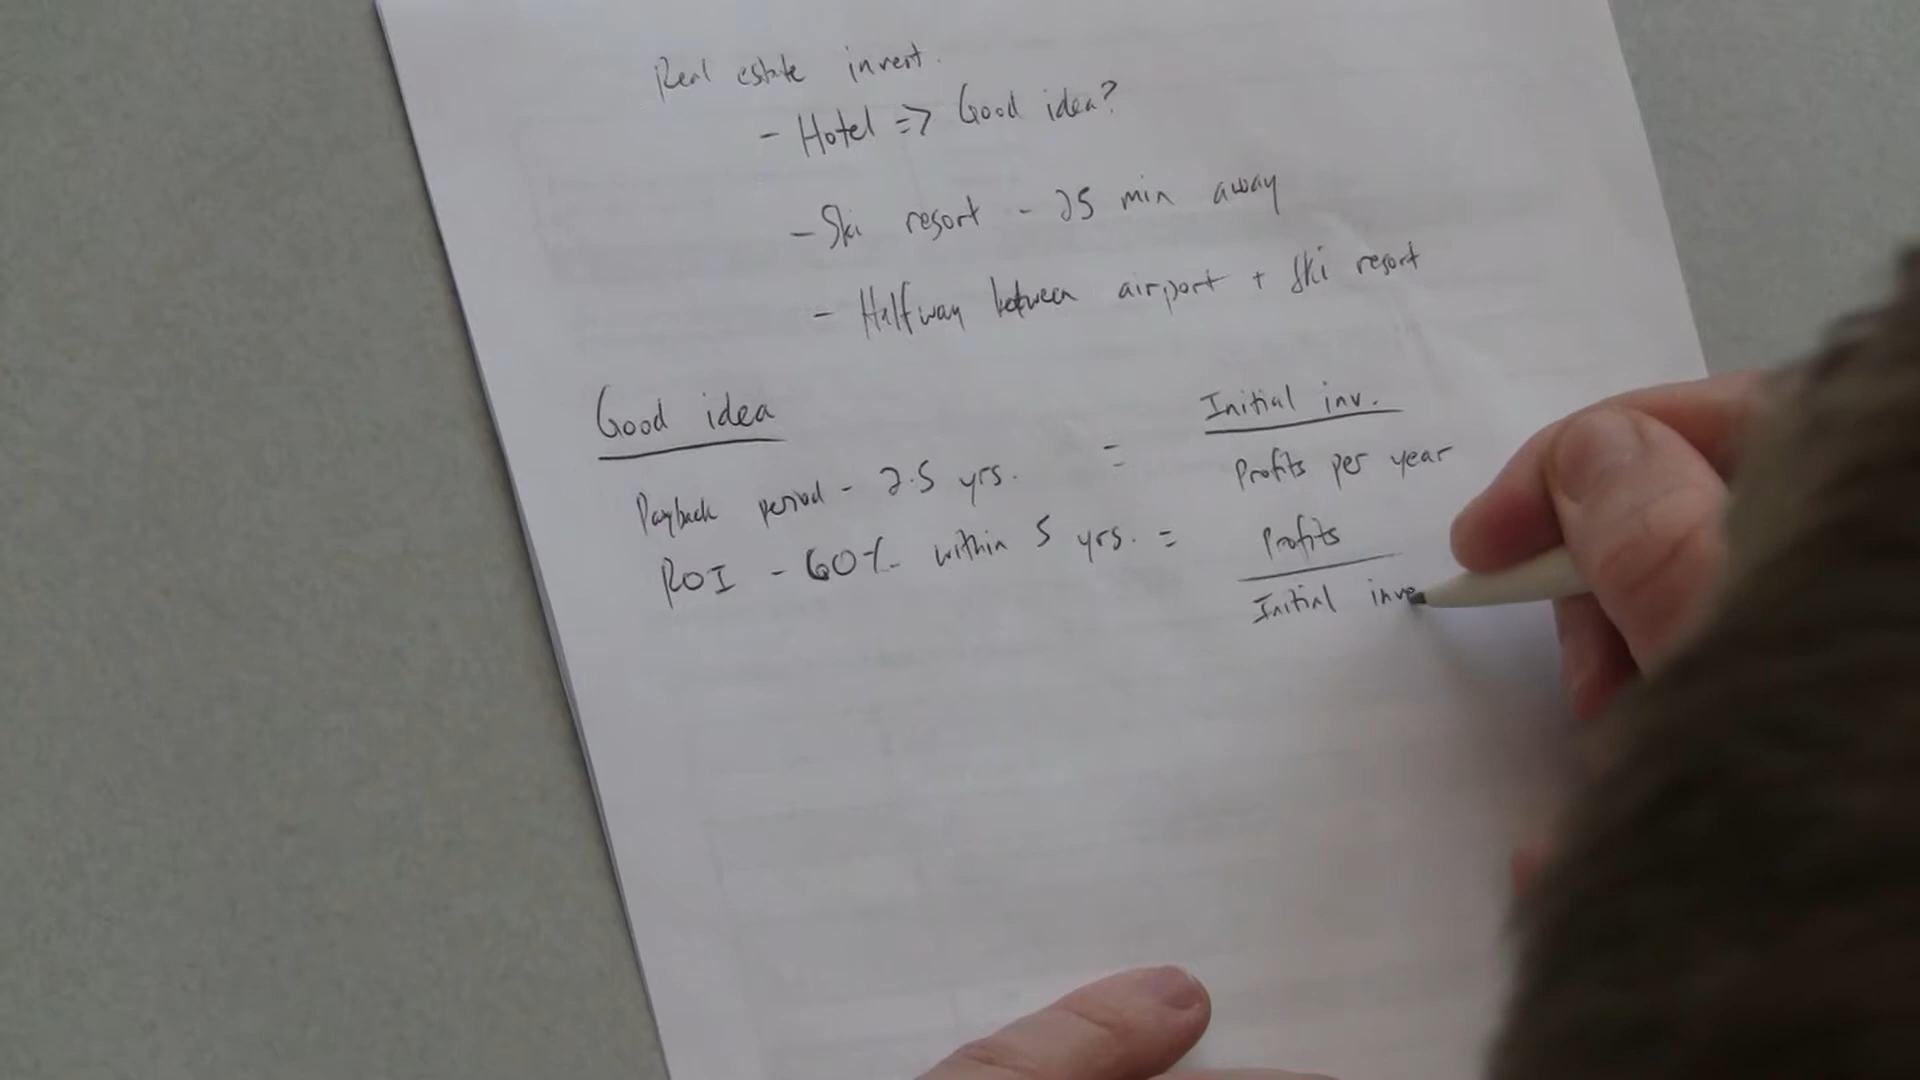 Real estate invest.
- Hotel => Good idea?
- Ski resort - 25 min away
- Halfway between airport + ski resort
Good idea
Payback period - 2.5 yrs. = Initial inv.
Profits per year
ROI - 60% within 5 yrs. = Profits
Initial inve